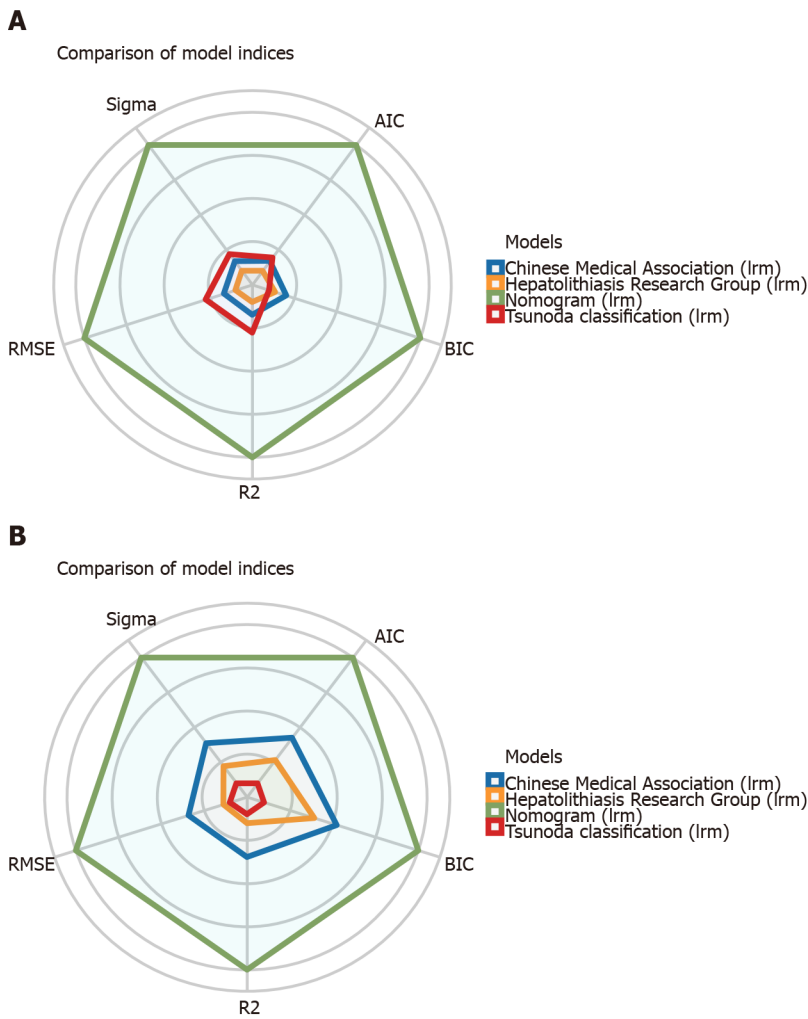 A
Comparison of model indices
Sigma
AIC
Models
Chinese Medical Association (lrm)
Hepatolithiasis Research Group (lrm)
Nomogram (lrm)
Tsunoda classification (lrm)
RMSE
BIC
R2
B
Comparison of model indices
Sigma
AIC
Models
Chinese Medical Association (lrm)
Hepatolithiasis Research Group (lrm)
Nomogram (lrm)
Tsunoda classification (lrm)
RMSE
BIC
R2